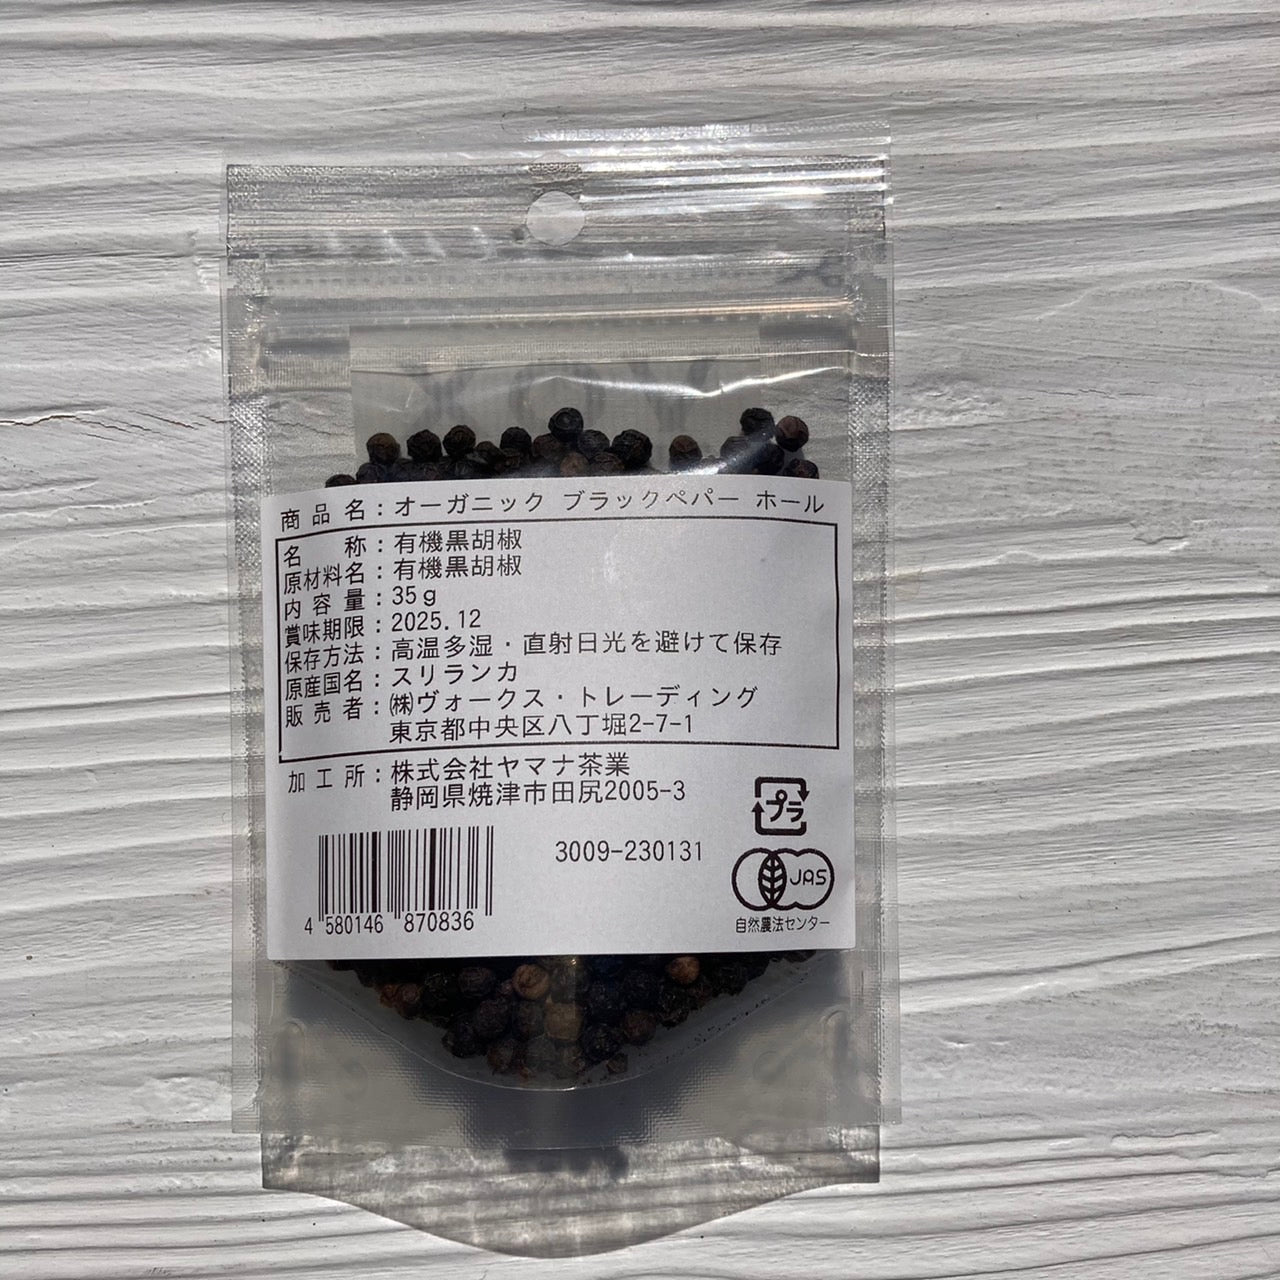 商品名：オーガニック ブラックペパー ホール
名称：有機黒胡椒
原材料名：有機黒胡椒
内容量：35g
賞味期限：2025.12
保存方法：高温多湿・直射日光を避けて保存
原産国名：スリランカ
販売者：㈱ヴォークス・トレーディング
東京都中央区八丁堀2-7-1
加工所：株式会社ヤマナ茶業
静岡県焼津市田尻2005-3
プラ
3009-230131
JAS
4 580146 870836
自然農法センター